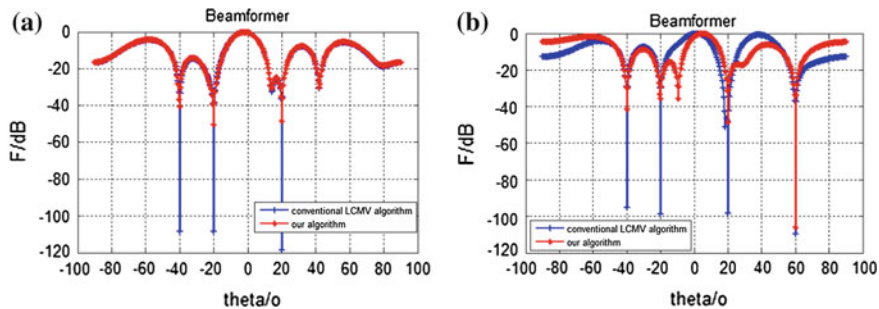 (a)
Beamformer
F/dB
0
-20
-40
-60
-80
-100
-120
conventional LCMV algorithm
our algorithm
-100 -80 -60 -40 -20 0 20 40 60 80 100
theta/o
(b)
Beamformer
F/dB
0
-20
-40
-60
-80
-100
-120
conventional LCMV algorithm
our algorithm
-100 -80 -60 -40 -20 0 20 40 60 80 100
theta/o